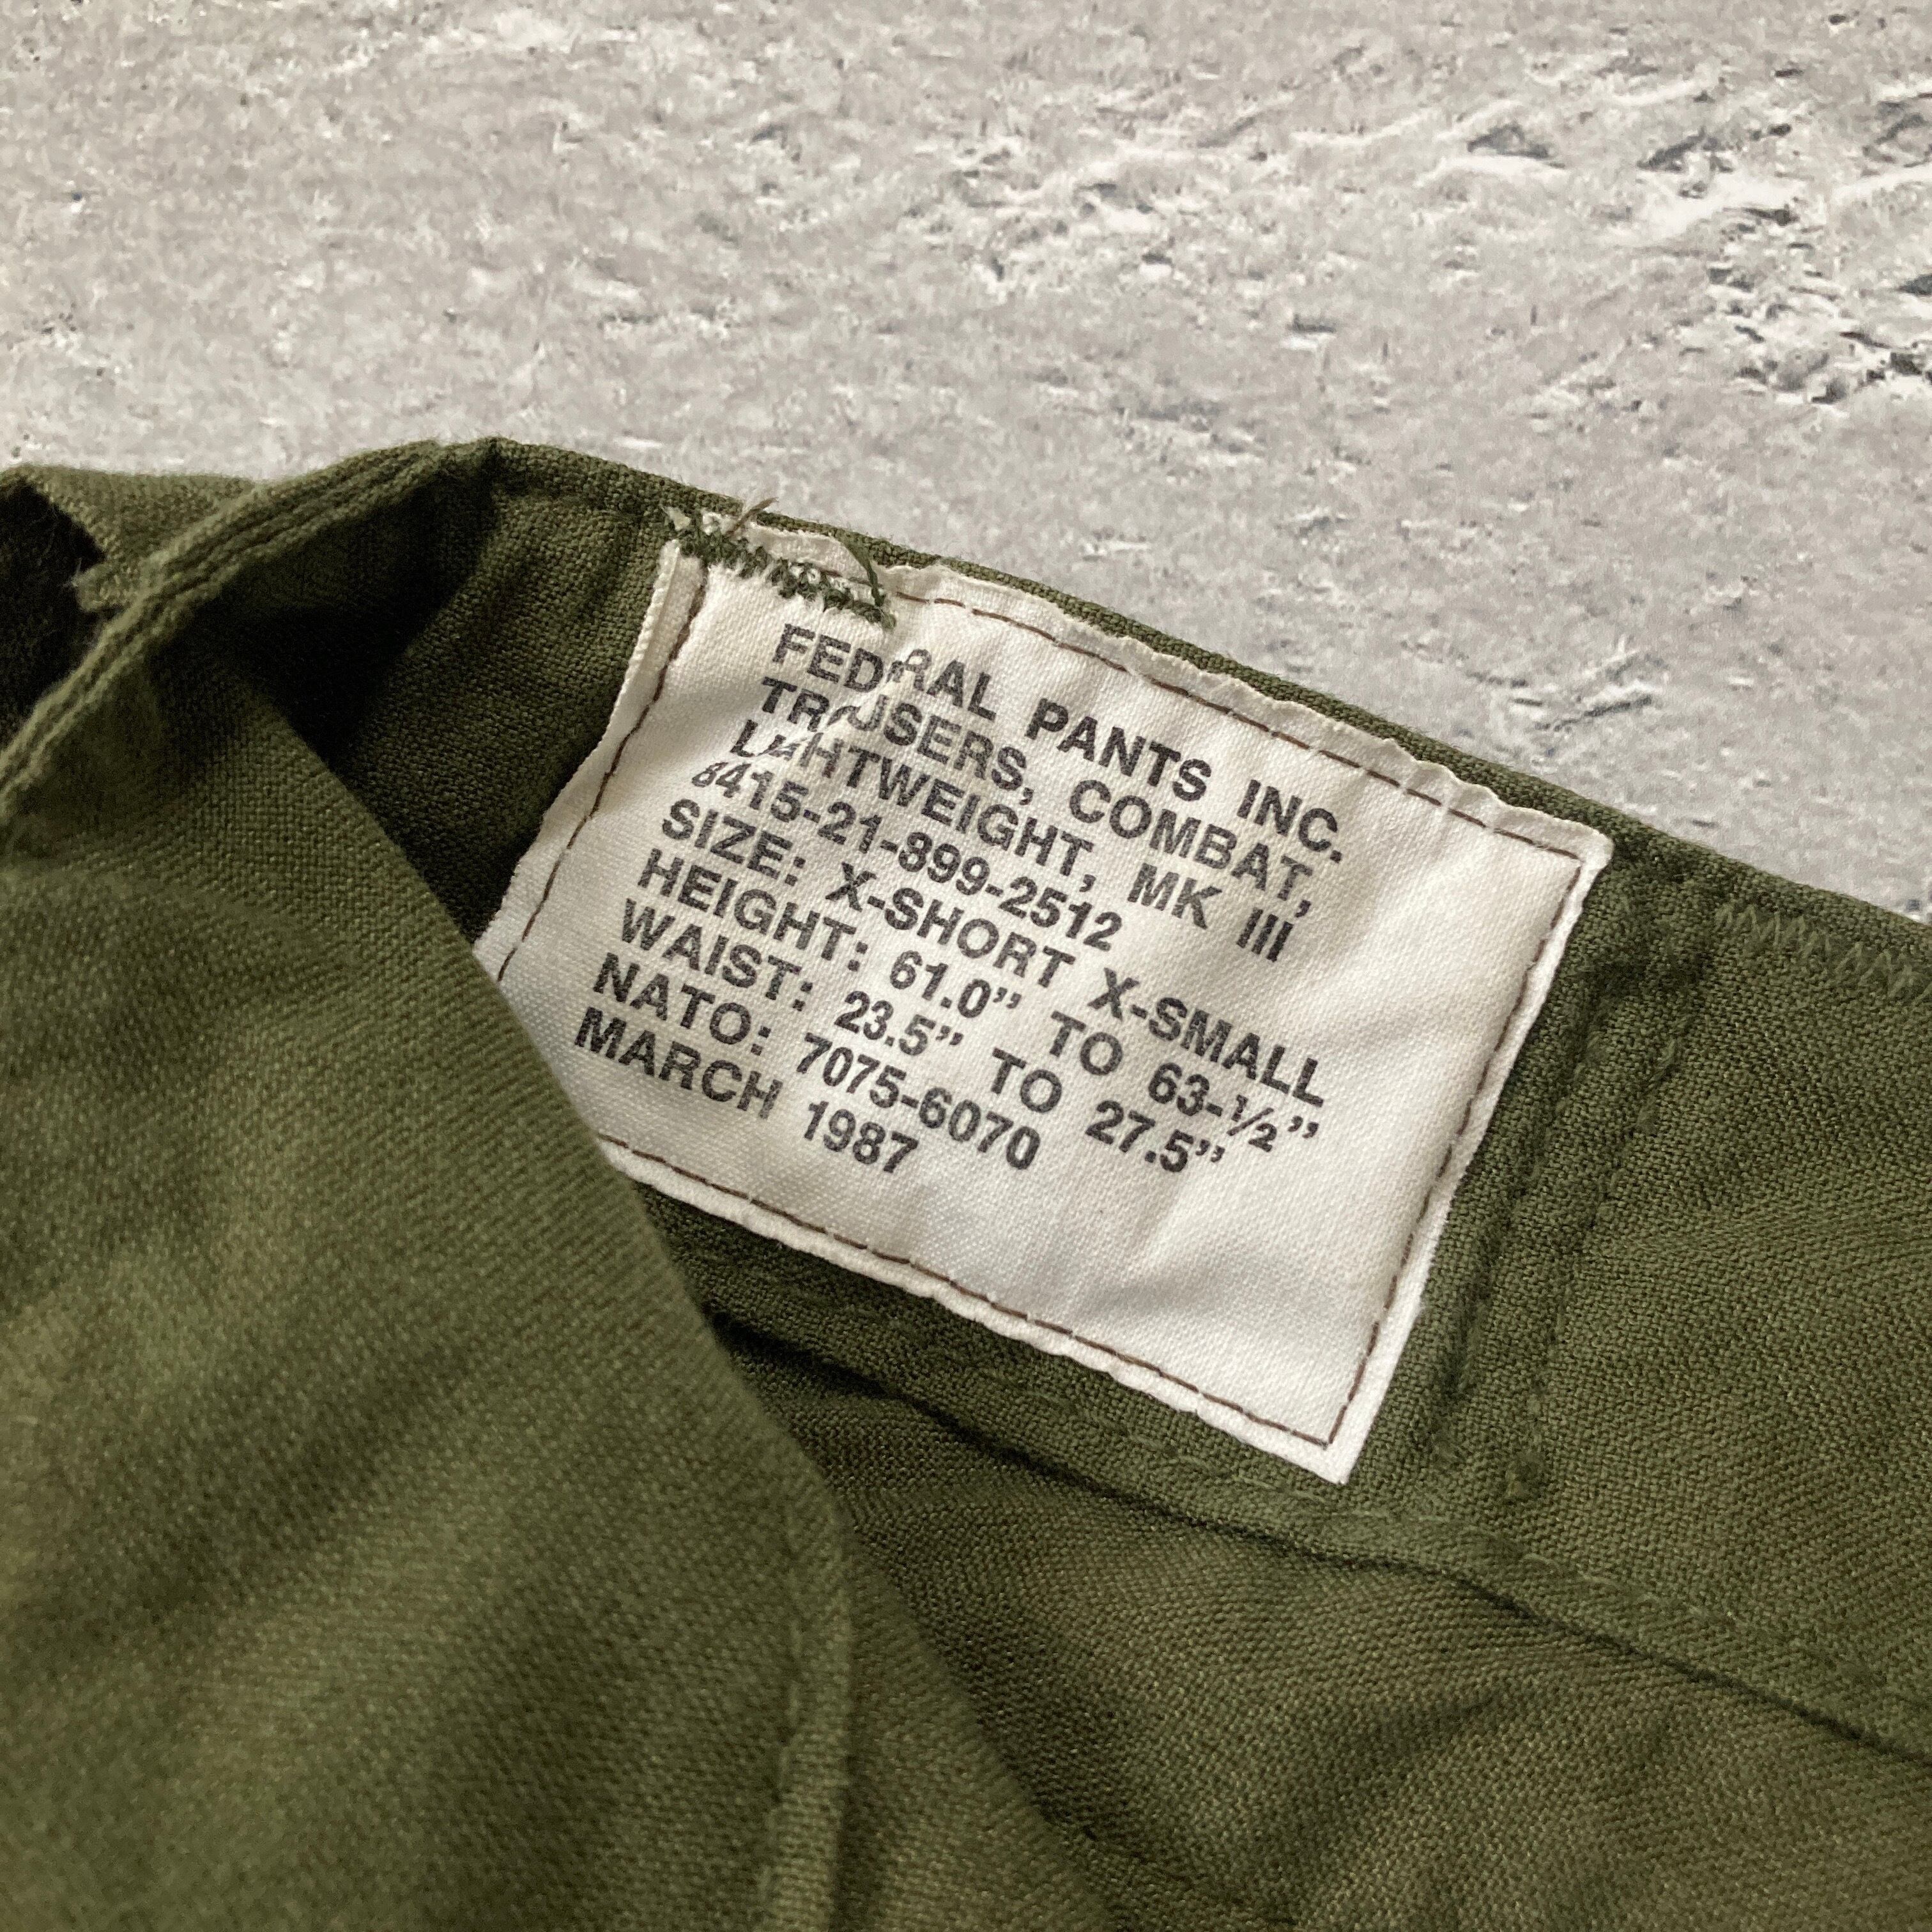 FEDERAL PANTS INC.
TROUSERS, COMBAT,
LIGHTWEIGHT, MK III
8415-21-899-2512
SIZE: X-SHORT X-SMALL
HEIGHT: 61.0” TO 63-½”
WAIST: 23.5” TO 27.5”
NATO: 7075-6070
MARCH 1987